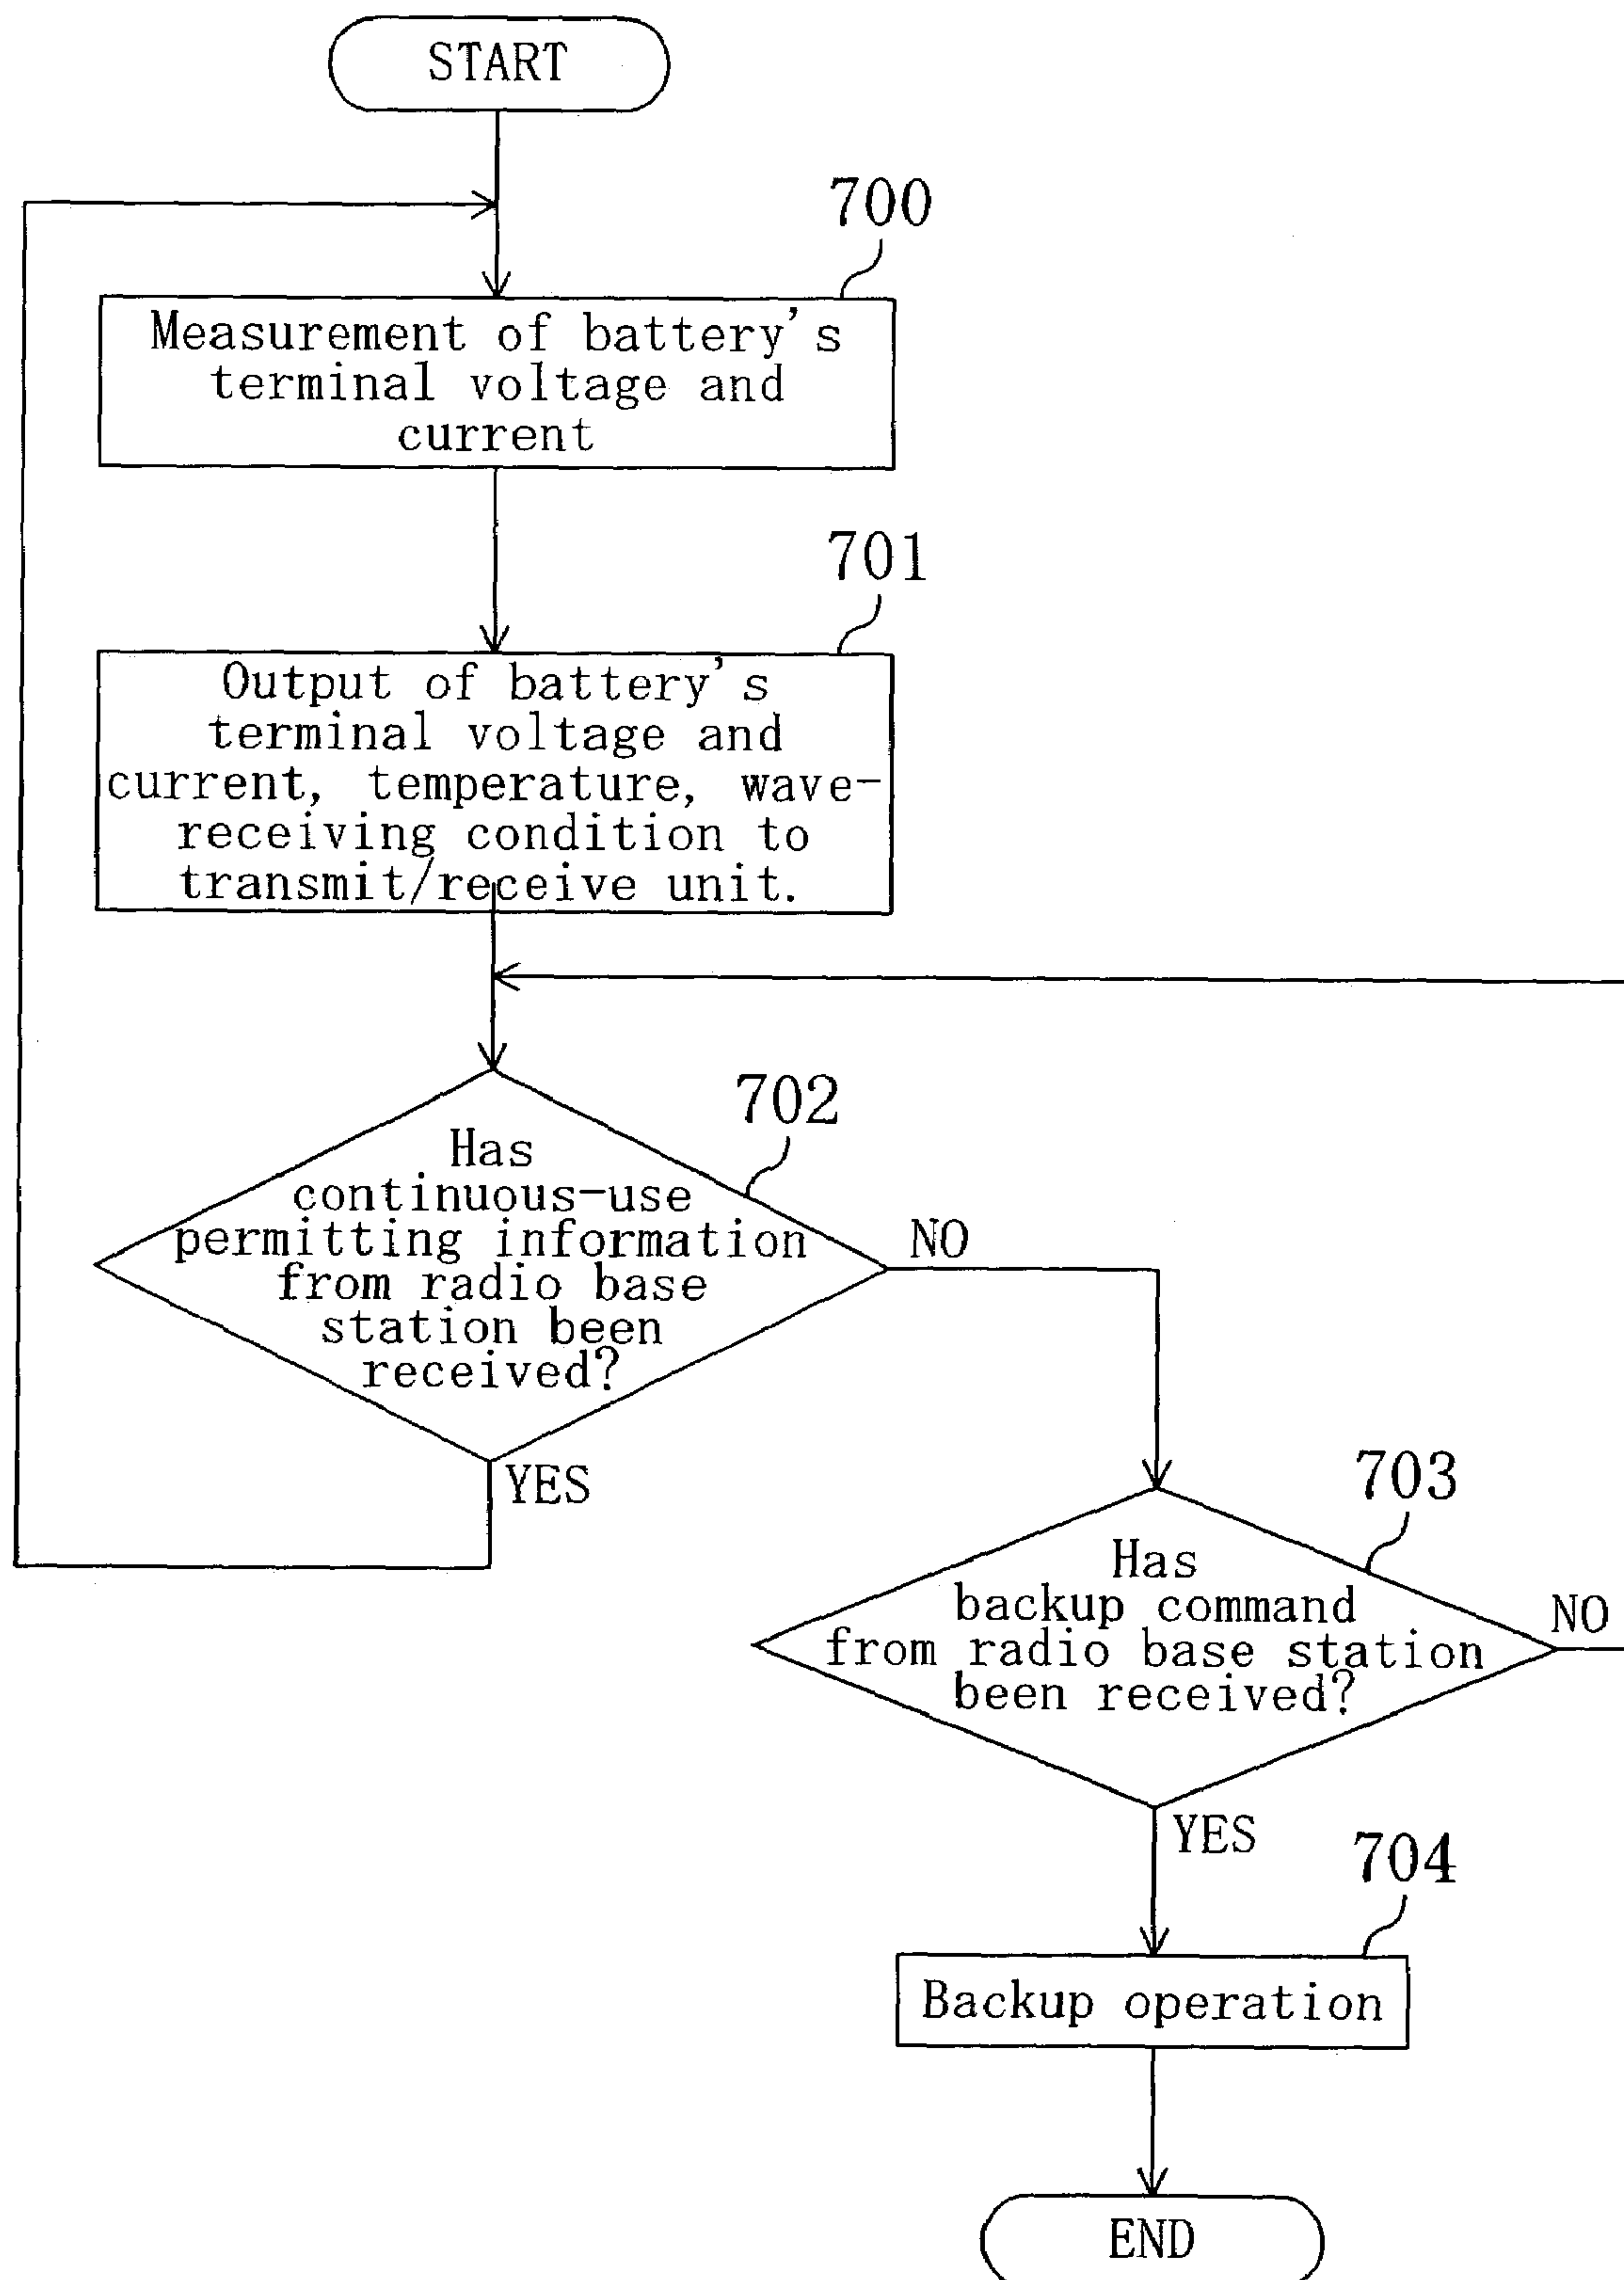 START
700
Measurement of battery's
terminal voltage and
current
701
Output of battery's
terminal voltage and
current, temperature, wave-
receiving condition to
transmit/receive unit.
702
Has
continuous-use
permitting information
from radio base
station been
received?
NO
YES
703
Has
backup command
from radio base station
been received?
NO
YES
704
Backup operation
END